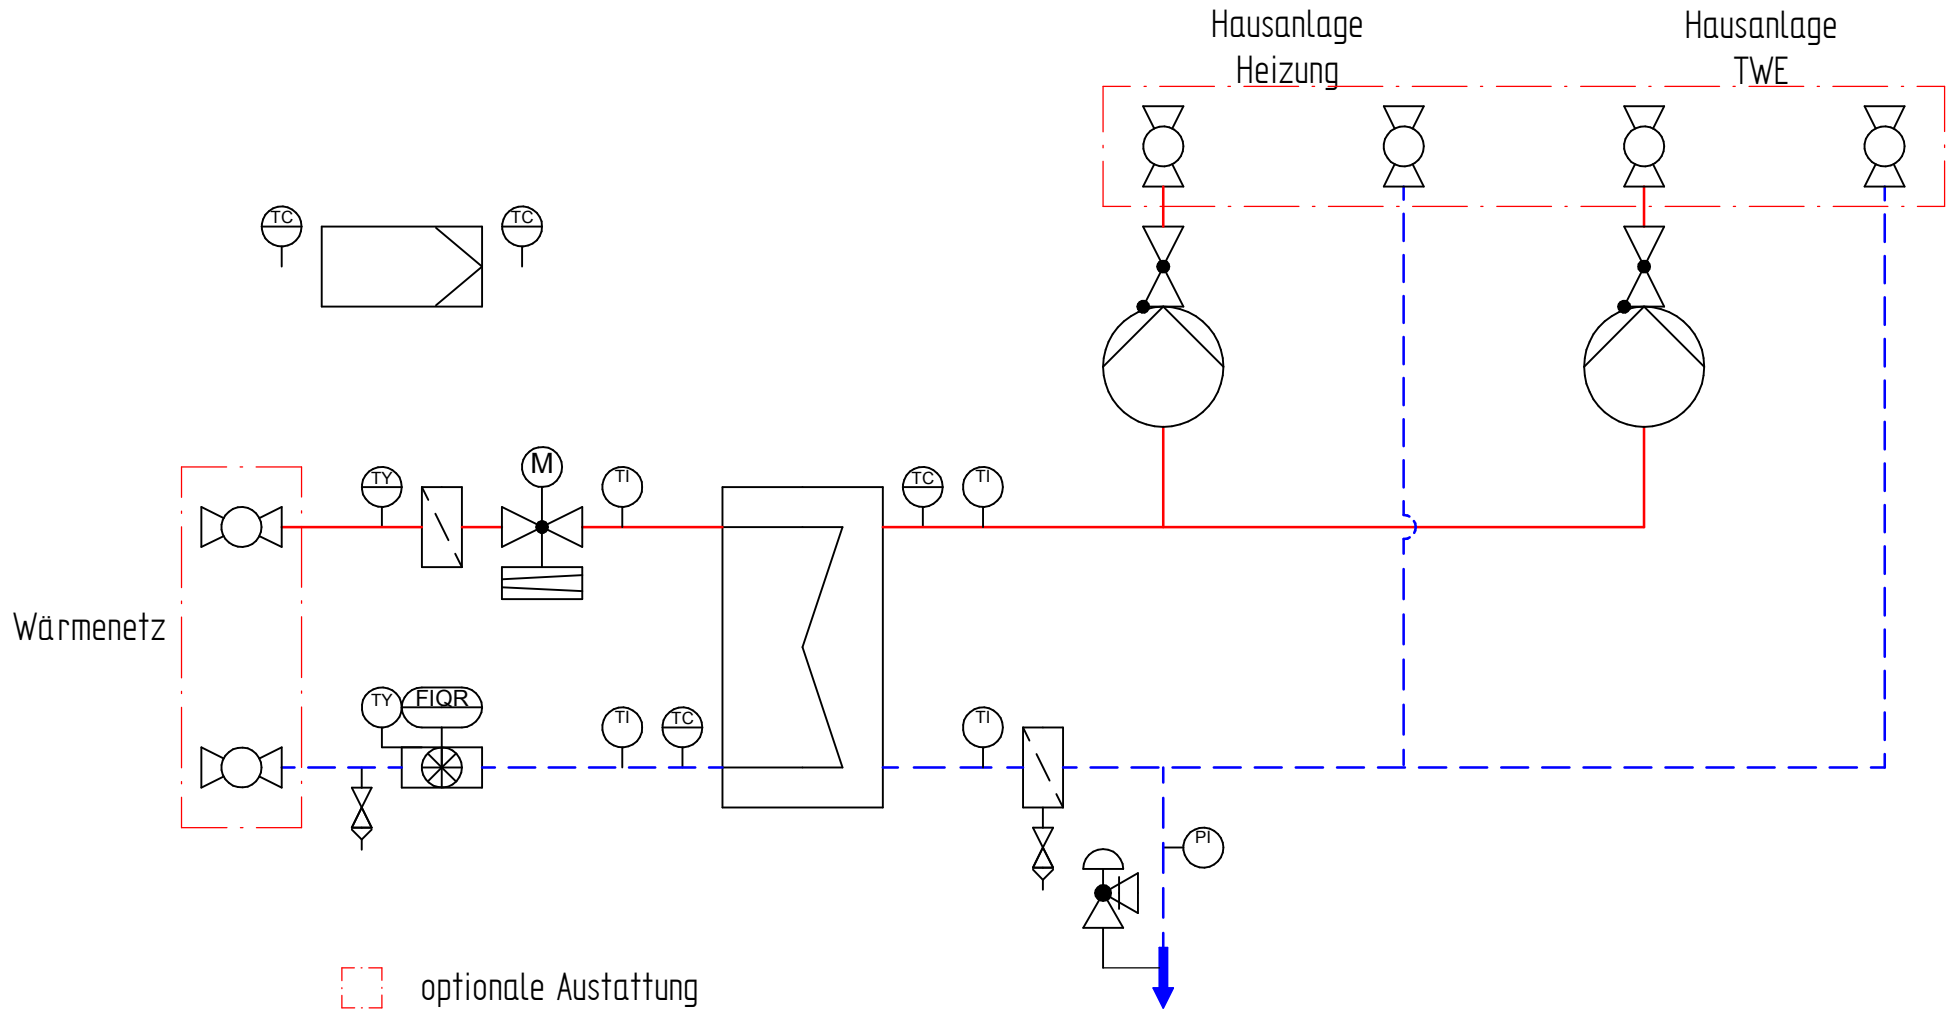 Hausanlage
Heizung
Hausanlage
TWE
TC
TC
M
TY
TI
TC
TI
Wärmenetz
TY
FIQR
TI
TC
TI
PI
optionale Austattung